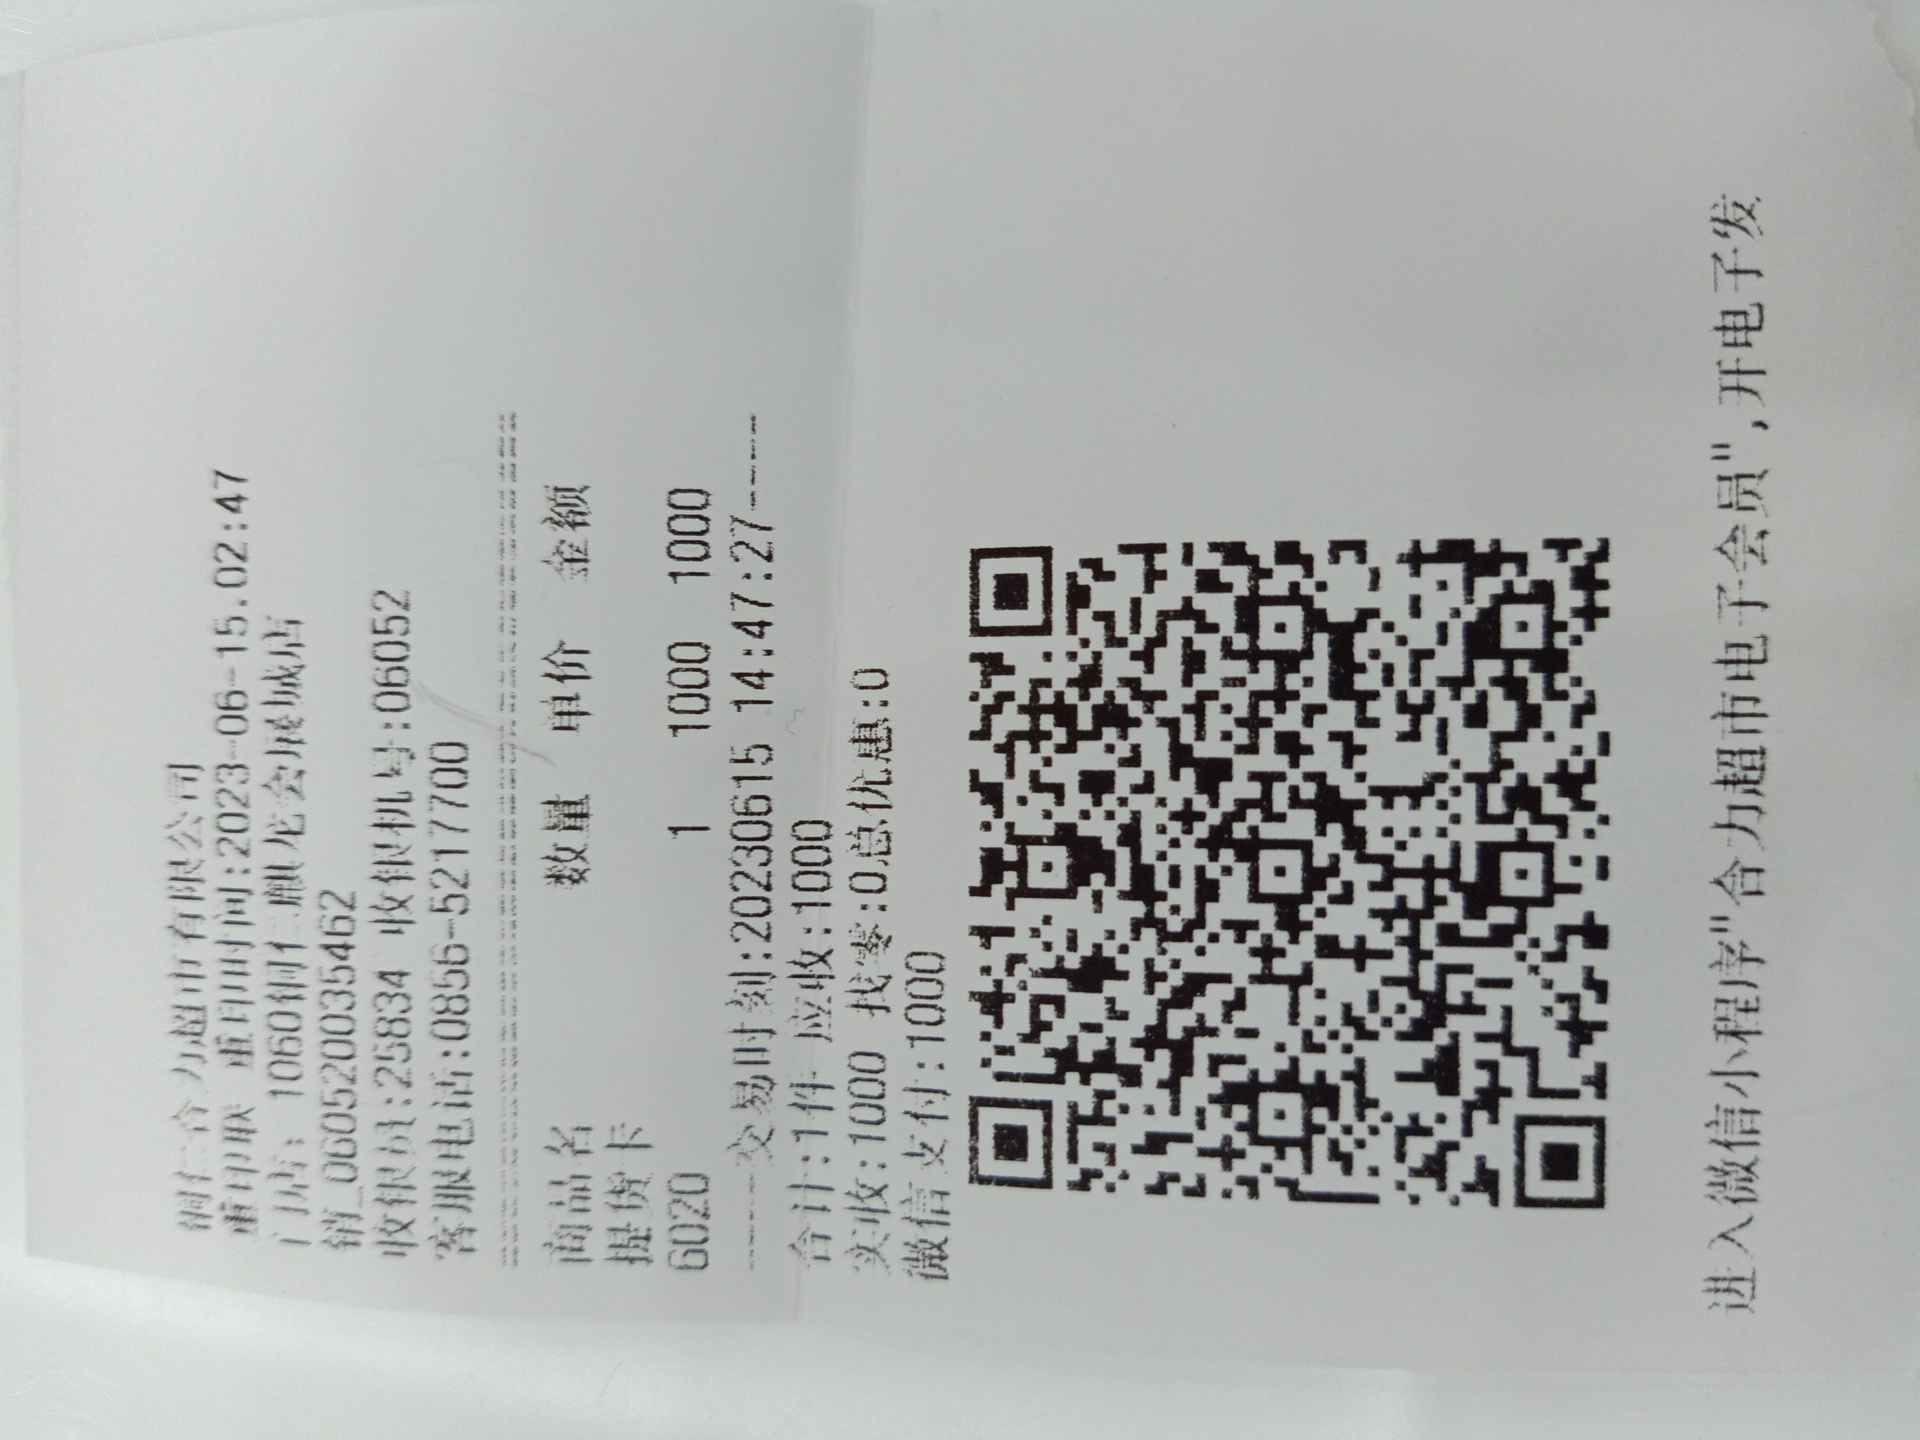 铜仁合力超市有限公司
重印联 重印时间:2023-06-15.02:47
门店: 1060铜仁麒龙会展城店
销_060520035462
收银员:25834 收银机号:06052
客服电话:0856-5217700
商品名 数量 单价 金额
提货卡
6020 1 1000 1000
----交易时刻:20230615 14:47:27----
合计:1件 应收:1000
实收:1000 找零:0总优惠:0
微信支付:1000
进入微信小程序"合力超市电子会员",开电子发